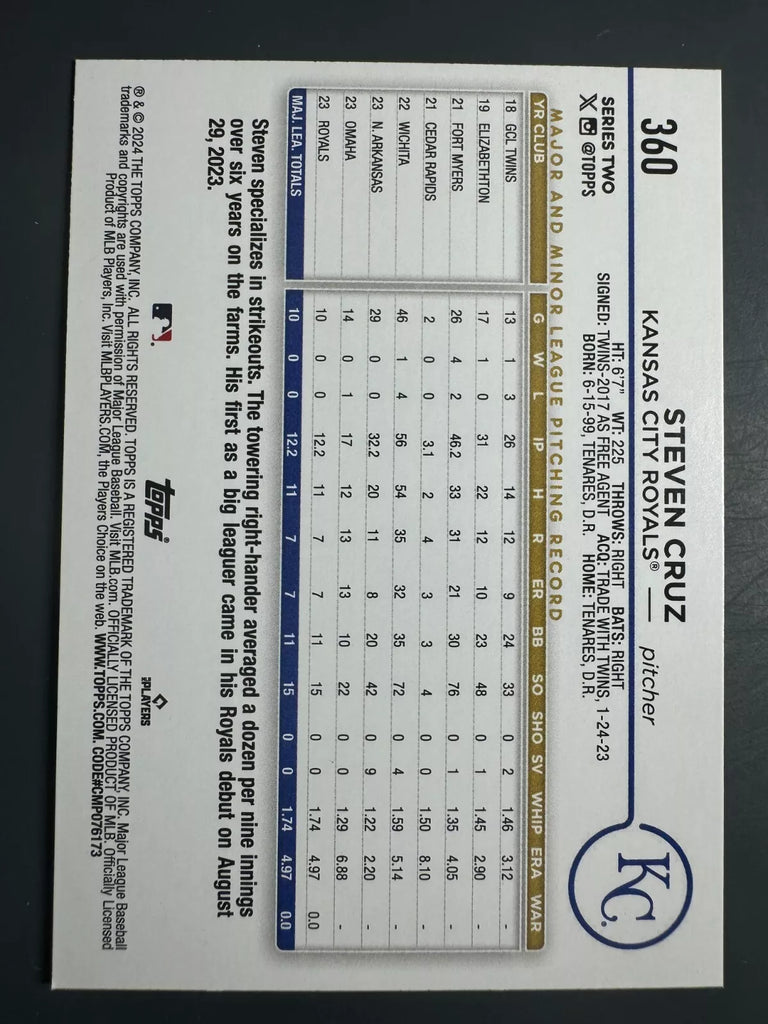 360
STEVEN CRUZ
KANSAS CITY ROYALS® — pitcher
KC
SERIES TWO
X @TOPPS
HT: 6'7" WT: 225 THROWS: RIGHT BATS: RIGHT
SIGNED: TWINS-2017 AS FREE AGENT ACQ: TRADE WITH TWINS, 1-24-23
BORN: 6-15-99, TENARES, D.R. HOME: TENARES, D.R.
MAJOR AND MINOR LEAGUE PITCHING RECORD
YR CLUB G W L IP H R ER BB SO SHO SV WHIP ERA WAR
18 GCL TWINS 13 1 3 26 14 12 9 24 33 0 2 1.46 3.12 -
19 ELIZABETHTON 17 1 0 31 22 12 10 23 48 0 1 1.45 2.90 -
21 FORT MYERS 26 4 2 46.2 33 31 21 30 76 0 1 1.35 4.05 -
21 CEDAR RAPIDS 2 0 0 3.1 2 4 3 3 4 0 0 1.50 8.10 -
22 WICHITA 46 1 4 56 54 35 32 35 72 0 4 1.59 5.14 -
23 N. ARKANSAS 29 0 0 32.2 20 11 8 20 42 0 9 1.22 2.20 -
23 OMAHA 14 0 1 17 12 13 13 10 22 0 0 1.29 6.88 -
23 ROYALS 10 0 0 12.2 11 7 7 11 15 0 0 1.74 4.97 0.0
MAJ. LEA. TOTALS 10 0 0 12.2 11 7 7 11 15 0 0 1.74 4.97 0.0
Steven specializes in strikeouts. The towering right-hander averaged a dozen per nine innings
over six years on the farms. His first as a big leaguer came in his Royals debut on August
29, 2023.
topps
PLAYERS
® & © 2024 THE TOPPS COMPANY, INC. ALL RIGHTS RESERVED. TOPPS IS A REGISTERED TRADEMARK OF THE TOPPS COMPANY, INC. Major League Baseball
trademarks and copyrights are used with permission of Major League Baseball. Visit MLB.com. OFFICIALLY LICENSED PRODUCT OF MLB. Officially Licensed
Product of MLB Players, Inc. Visit MLBPLAYERS.COM, the Players Choice on the web. WWW.TOPPS.COM. CODE#CMP076173